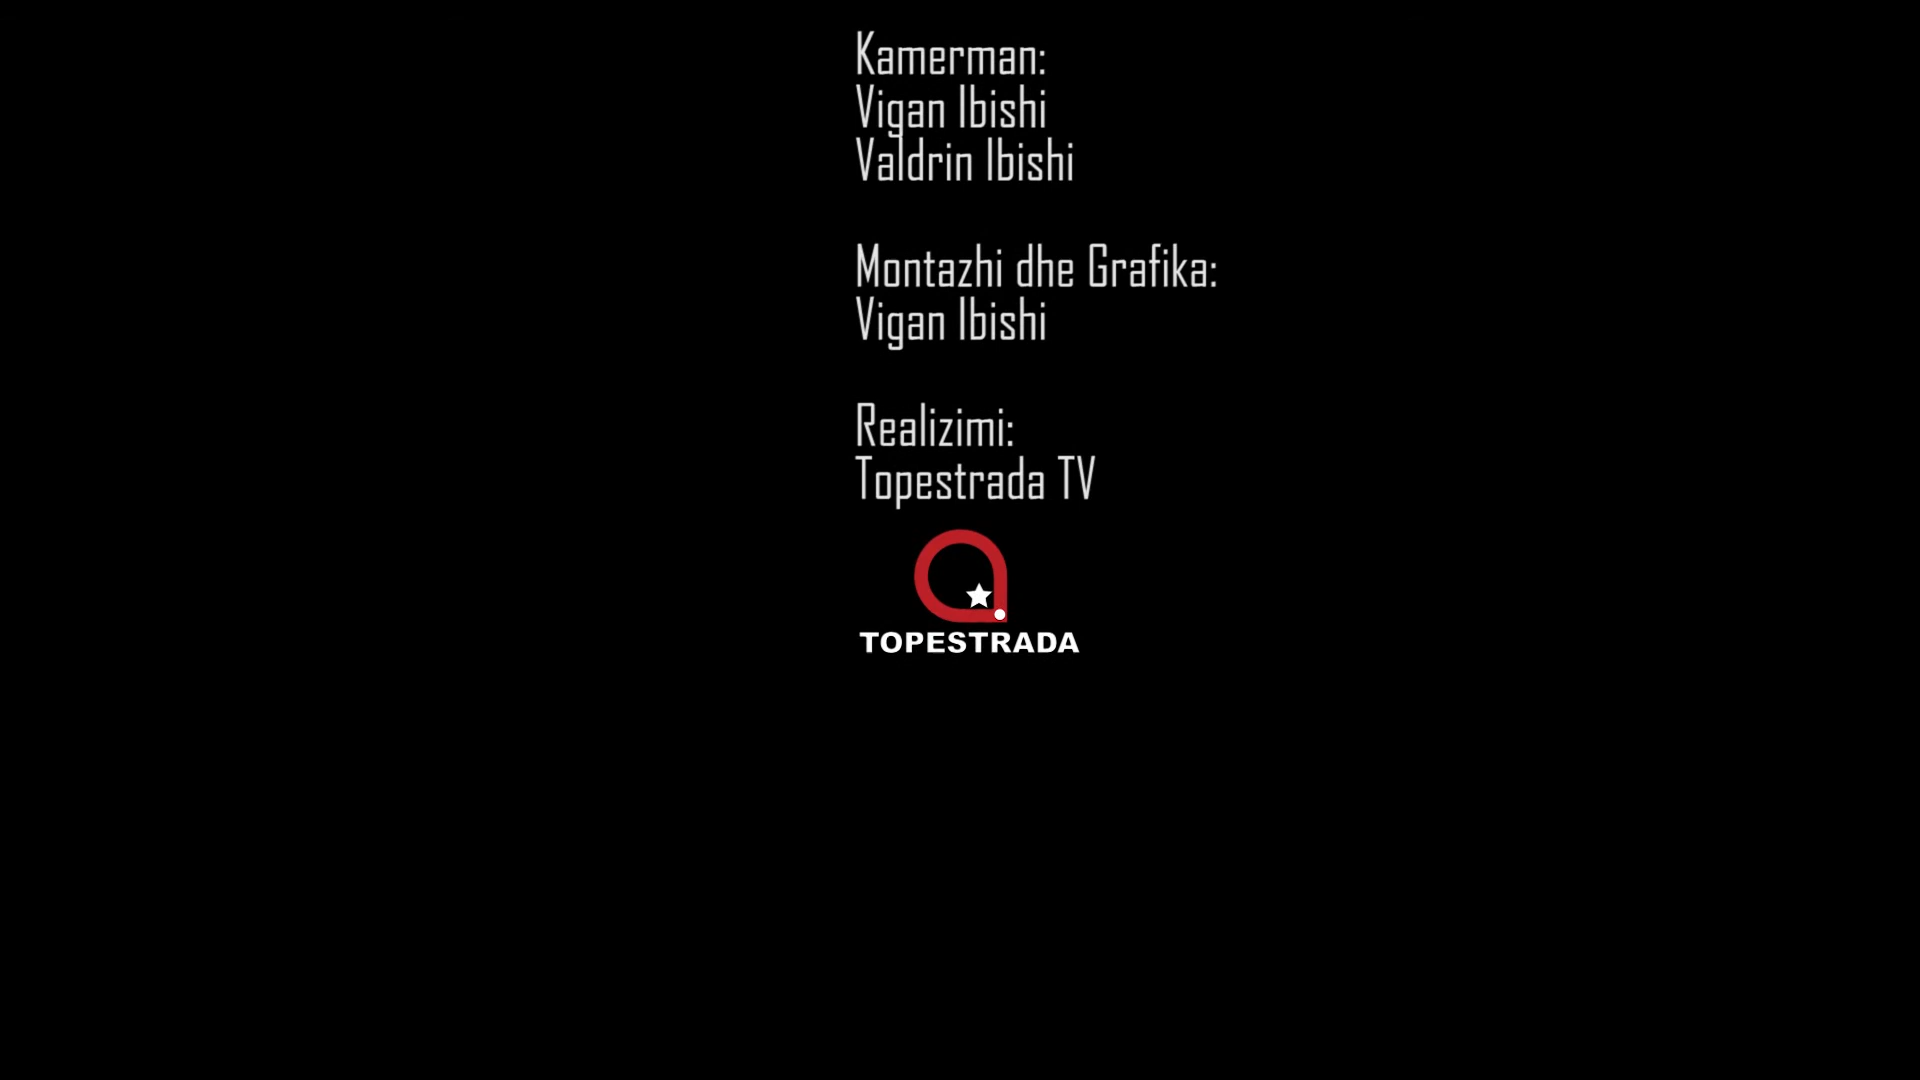 Kamerman:
Vigan Ibishi
Valdrin Ibishi
Montazhi dhe Grafika:
Vigan Ibishi
Realizimi:
Topestrada TV
TOPESTRADA